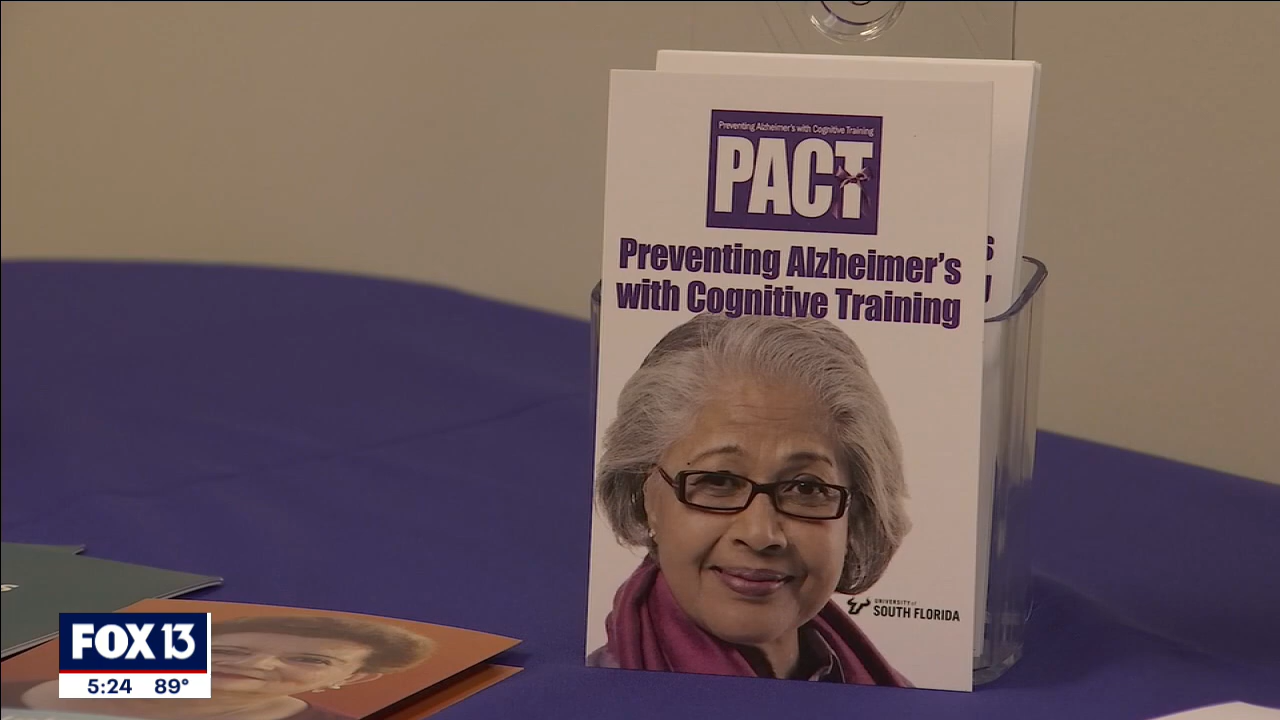 Preventing Alzheimer's with Cognitive Training
PACT
Preventing Alzheimer's
with Cognitive Training
UNIVERSITY of
SOUTH FLORIDA
FOX 13
5:24 89°